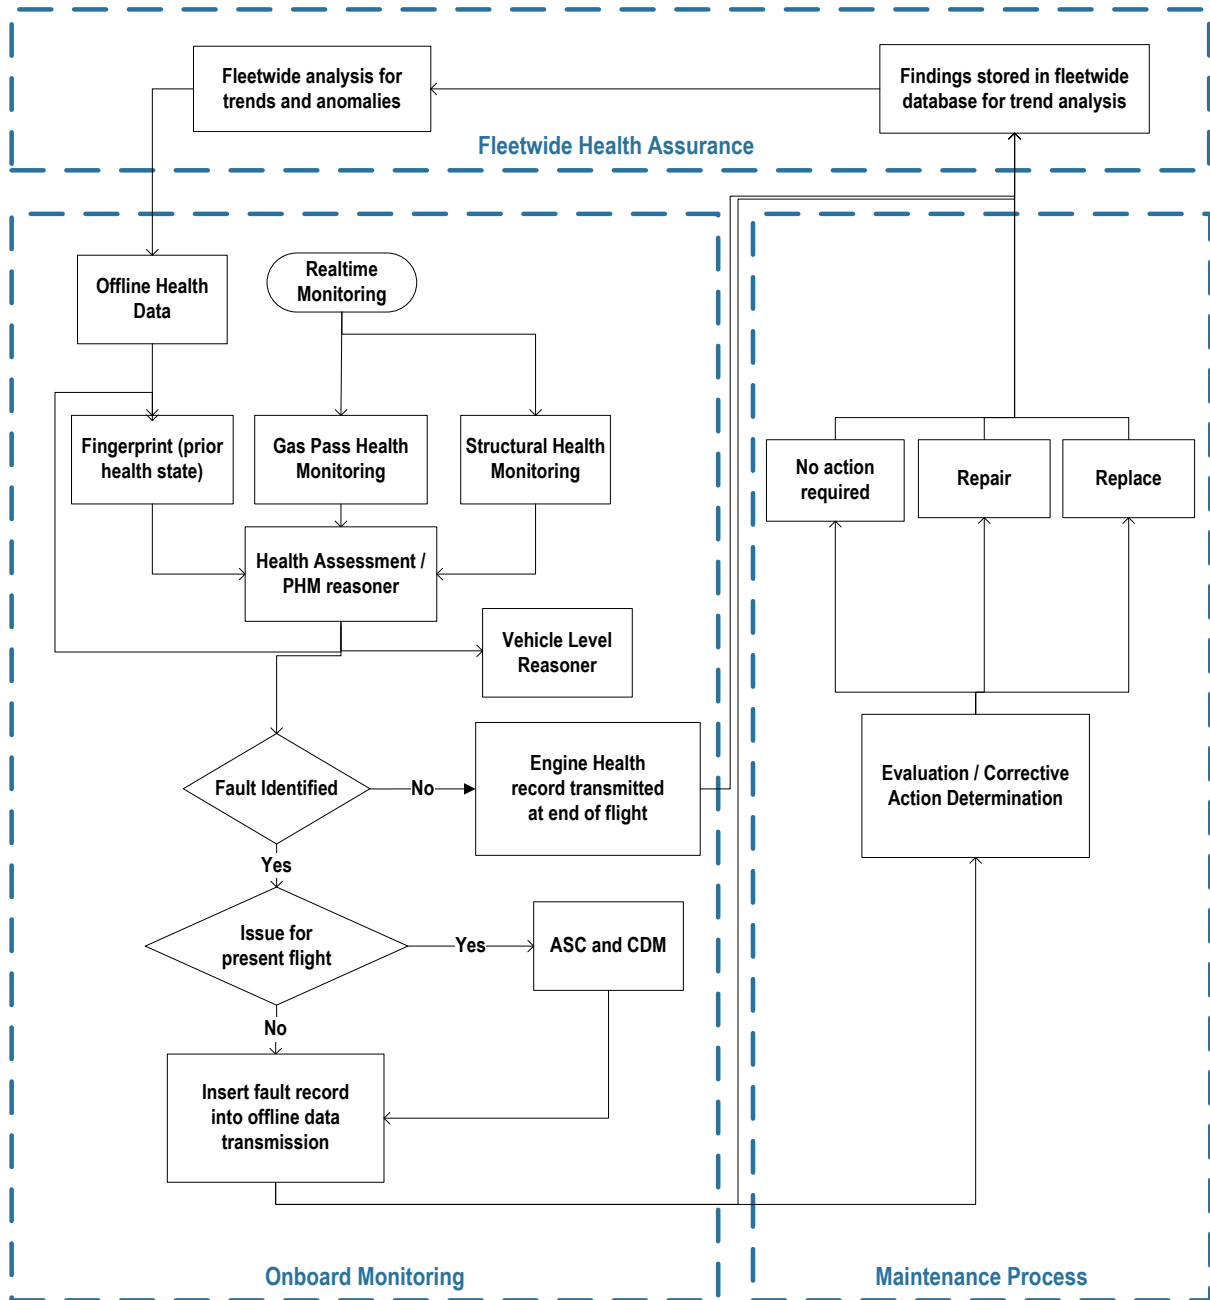 Fleetwide analysis for
trends and anomalies
Findings stored in fleetwide
database for trend analysis
Fleetwide Health Assurance
Offline Health
Data
Realtime
Monitoring
Fingerprint (prior
health state)
Gas Pass Health
Monitoring
Structural Health
Monitoring
No action
required
Repair
Replace
Health Assessment /
PHM reasoner
Vehicle Level
Reasoner
Fault Identified
No
Engine Health
record transmitted
at end of flight
Evaluation / Corrective
Action Determination
Yes
Issue for
present flight
Yes
ASC and CDM
No
Insert fault record
into offline data
transmission
Onboard Monitoring
Maintenance Process